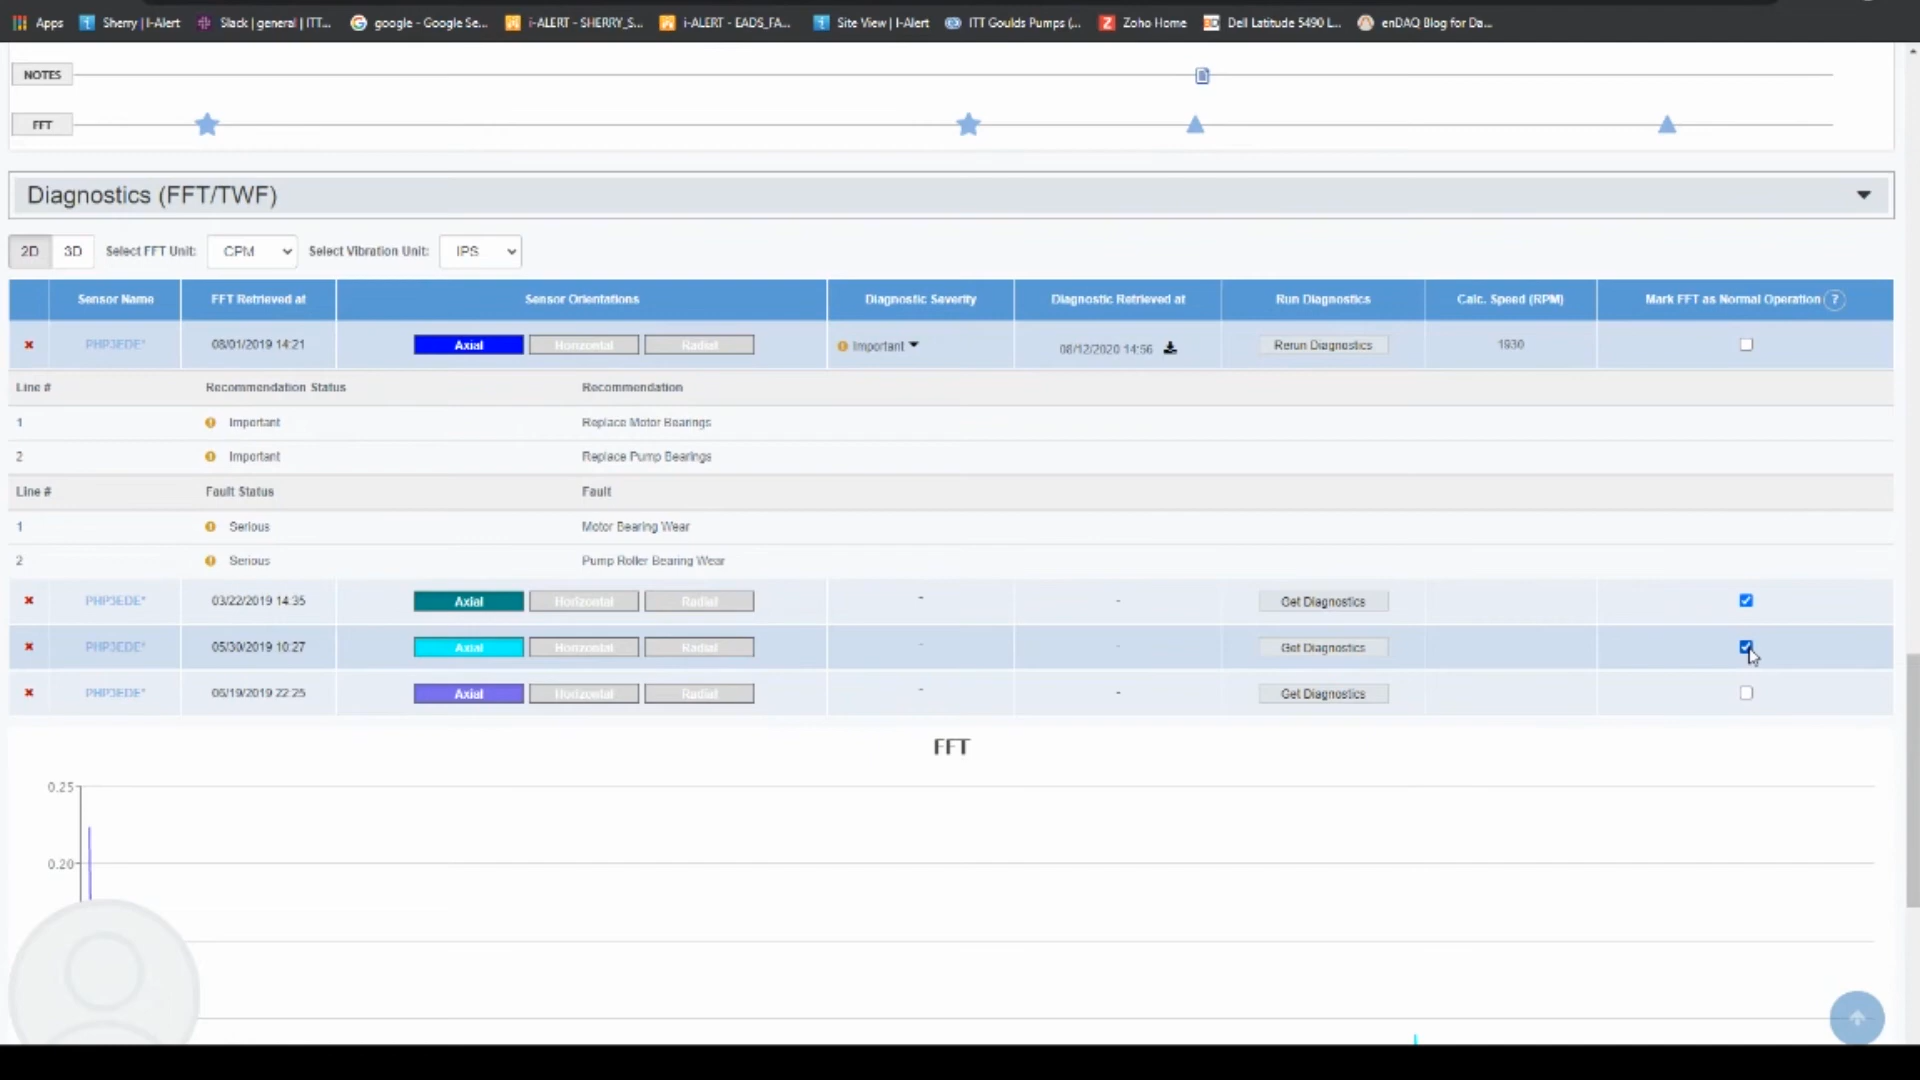 Apps Sherry | I-Alert Slack | general | ITT... google - Google Se... i-ALERT - SHERRY_S... i-ALERT - EADS_FA... Site View | I-Alert ITT Goulds Pumps (... Zoho Home Dell Latitude 5490 L... enDAQ Blog for Da...
NOTES
FFT
Diagnostics (FFT/TWF)
2D 3D Select FFT Unit: CPM Select Vibration Unit: IPS
Sensor Name FFT Retrieved at Sensor Orientations Diagnostic Severity Diagnostic Retrieved at Run Diagnostics Calc. Speed (RPM) Mark FFT as Normal Operation ?
PHP3EDE* 08/01/2019 14:21 Axial Horizontal Radial Important 08/12/2020 14:56 Rerun Diagnostics 1930
Line # Recommendation Status Recommendation
1 Important Replace Motor Bearings
2 Important Replace Pump Bearings
Line # Fault Status Fault
1 Serious Motor Bearing Wear
2 Serious Pump Roller Bearing Wear
PHP3EDE* 03/22/2019 14:35 Axial Horizontal Radial - - Get Diagnostics
PHP3EDE* 05/30/2019 10:27 Axial Horizontal Radial - - Get Diagnostics
PHP3EDE* 06/19/2019 22:25 Axial Horizontal Radial - - Get Diagnostics
FFT
0.25
0.20